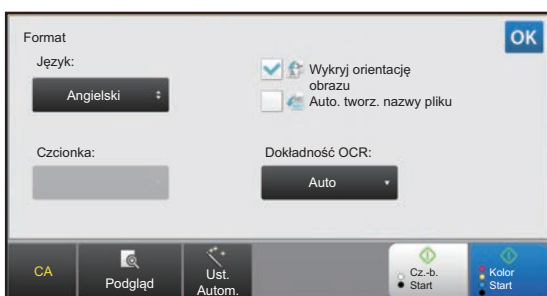 Format
OK
Język:
Angielski
Wykryj orientację
obrazu
Auto. tworz. nazwy pliku
Czcionka:
Dokładność OCR:
Auto
CA
Podgląd
Ust.
Autom.
Cz.-b.
Start
Kolor
Start